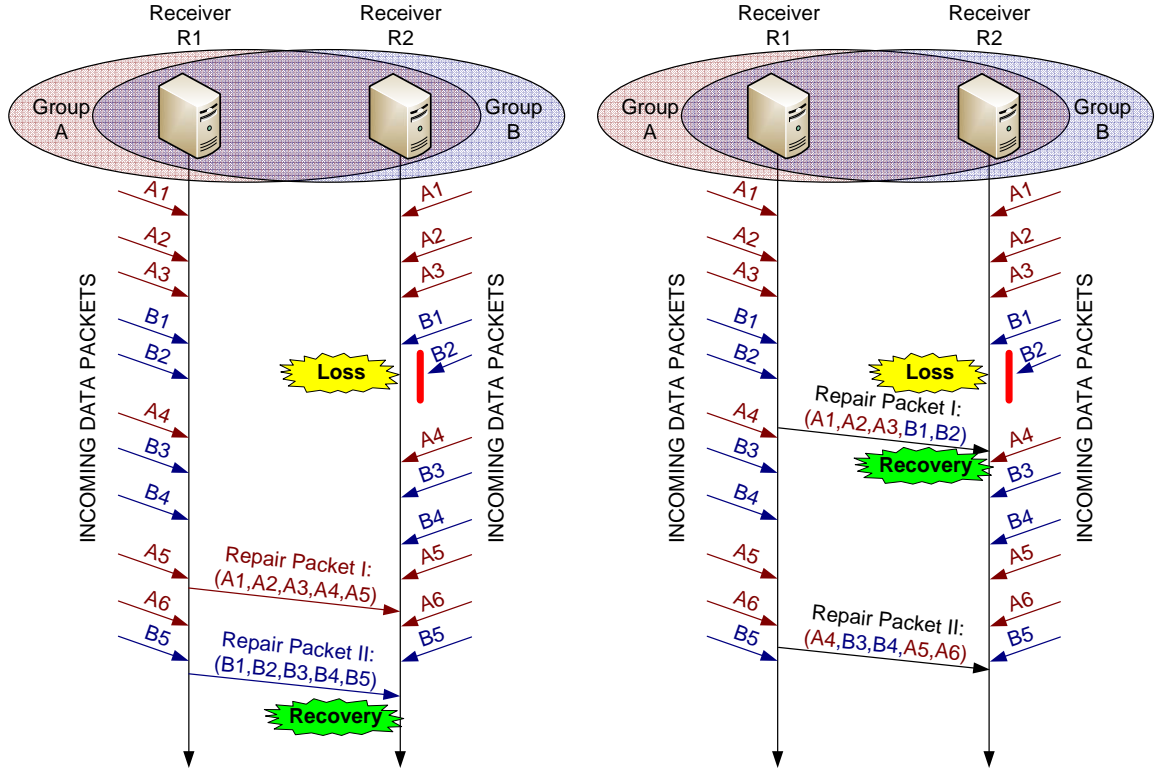 Receiver
R1
Receiver
R2
Group
A
Group
B
INCOMING DATA PACKETS
A1
A2
A3
B1
B2
A4
B3
B4
A5
A6
B5
A1
A2
A3
B1
B2
A4
B3
B4
A5
A6
B5
INCOMING DATA PACKETS
Loss
Repair Packet I:
(A1,A2,A3,A4,A5)
Repair Packet II:
(B1,B2,B3,B4,B5)
Recovery
Receiver
R1
Receiver
R2
Group
A
Group
B
INCOMING DATA PACKETS
A1
A2
A3
B1
B2
A4
B3
B4
A5
A6
B5
A1
A2
A3
B1
B2
A4
B3
B4
A5
A6
B5
INCOMING DATA PACKETS
Loss
Repair Packet I:
(A1,A2,A3,B1,B2)
Recovery
Repair Packet II:
(A4,B3,B4,A5,A6)